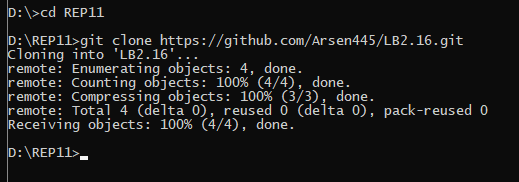 D:\>cd REP11
D:\REP11>git clone https://github.com/Arsen445/LB2.16.git
Cloning into 'LB2.16'...
remote: Enumerating objects: 4, done.
remote: Counting objects: 100% (4/4), done.
remote: Compressing objects: 100% (3/3), done.
remote: Total 4 (delta 0), reused 0 (delta 0), pack-reused 0
Receiving objects: 100% (4/4), done.
D:\REP11>